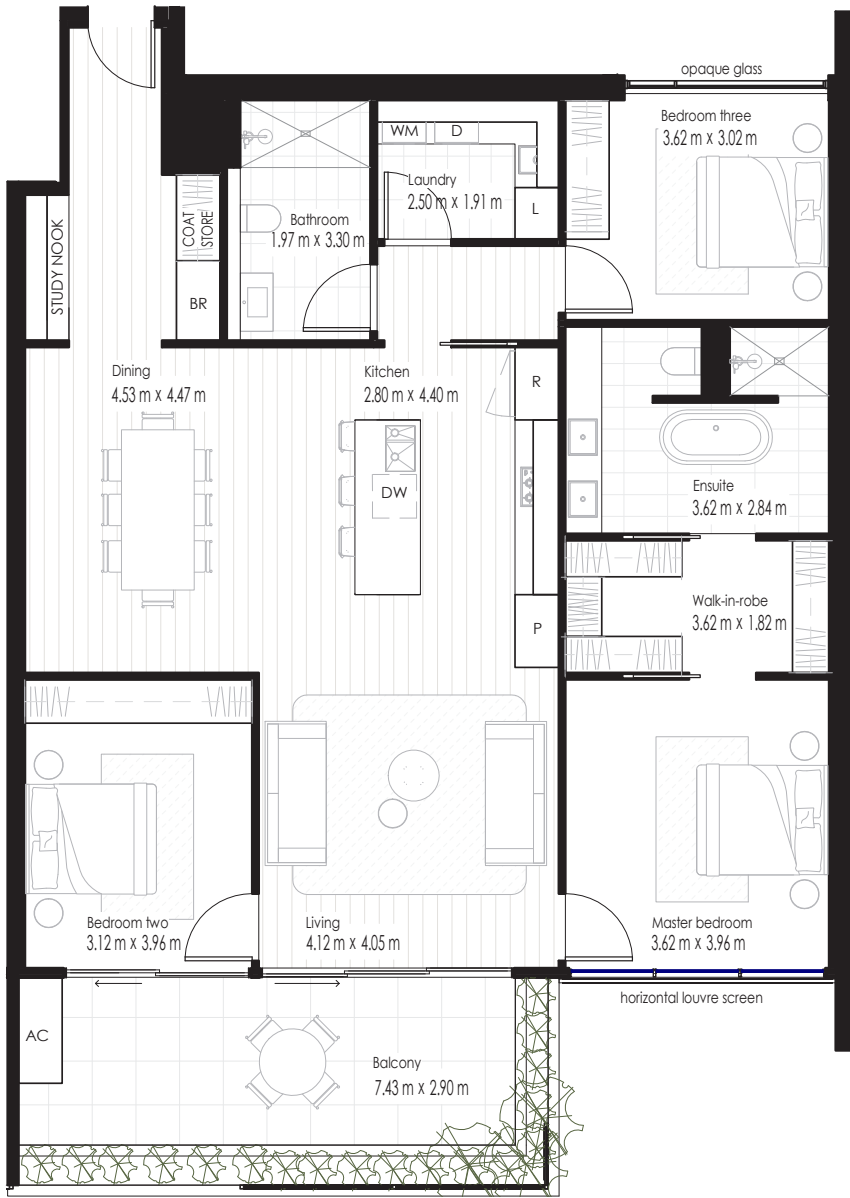 opaque glass
Bedroom three
3.62 m x 3.02 m
WM
D
Laundry
2.50 m x 1.91 m
L
COAT
STORE
STUDY NOOK
Bathroom
1.97 m x 3.30 m
BR
Dining
4.53 m x 4.47 m
Kitchen
2.80 m x 4.40 m
R
DW
Ensuite
3.62 m x 2.84 m
Walk-in-robe
3.62 m x 1.82 m
P
Bedroom two
3.12 m x 3.96 m
Living
4.12 m x 4.05 m
Master bedroom
3.62 m x 3.96 m
horizontal louvre screen
AC
Balcony
7.43 m x 2.90 m